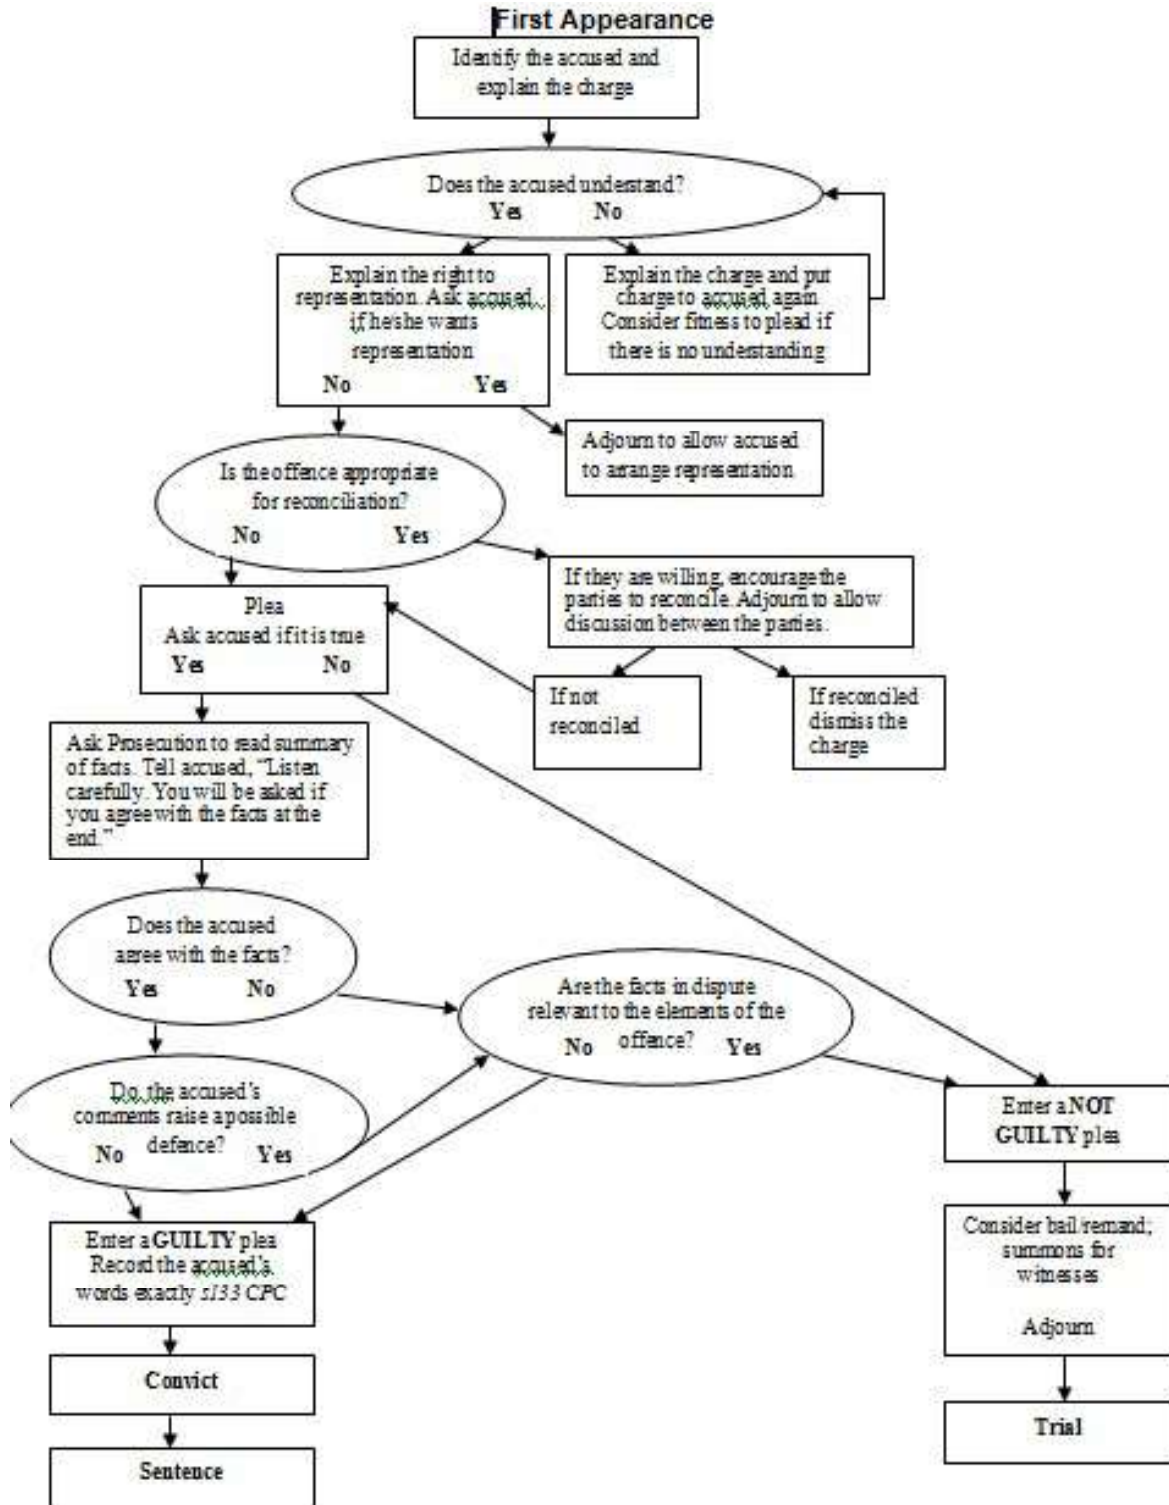 First Appearance
Identify the accused and
explain the charge
Does the accused understand?
Yes No
Explain the right to
representation. Ask accused
if he/she wants
representation
No Yes
Explain the charge and put
charge to accused again
Consider fitness to plead if
there is no understanding
Adjourn to allow accused
to arrange representation
Is the offence appropriate
for reconciliation?
No Yes
If they are willing, encourage the
parties to reconcile. Adjourn to allow
discussion between the parties.
Plea
Ask accused if it is true
Yes No
If not
reconciled
If reconciled
dismiss the
charge
Ask Prosecution to read summary
of facts. Tell accused, “Listen
carefully. You will be asked if
you agree with the facts at the
end.”
Does the accused
agree with the facts?
Yes No
Are the facts in dispute
relevant to the elements of the
offence?
No Yes
Do the accused's
comments raise a possible
defence?
No Yes
Enter a NOT
GUILTY plea
Enter a GUILTY plea
Record the accused's
words exactly s133 CPC
Consider bail/remand;
summons for
witnesses
Adjourn
Convict
Trial
Sentence